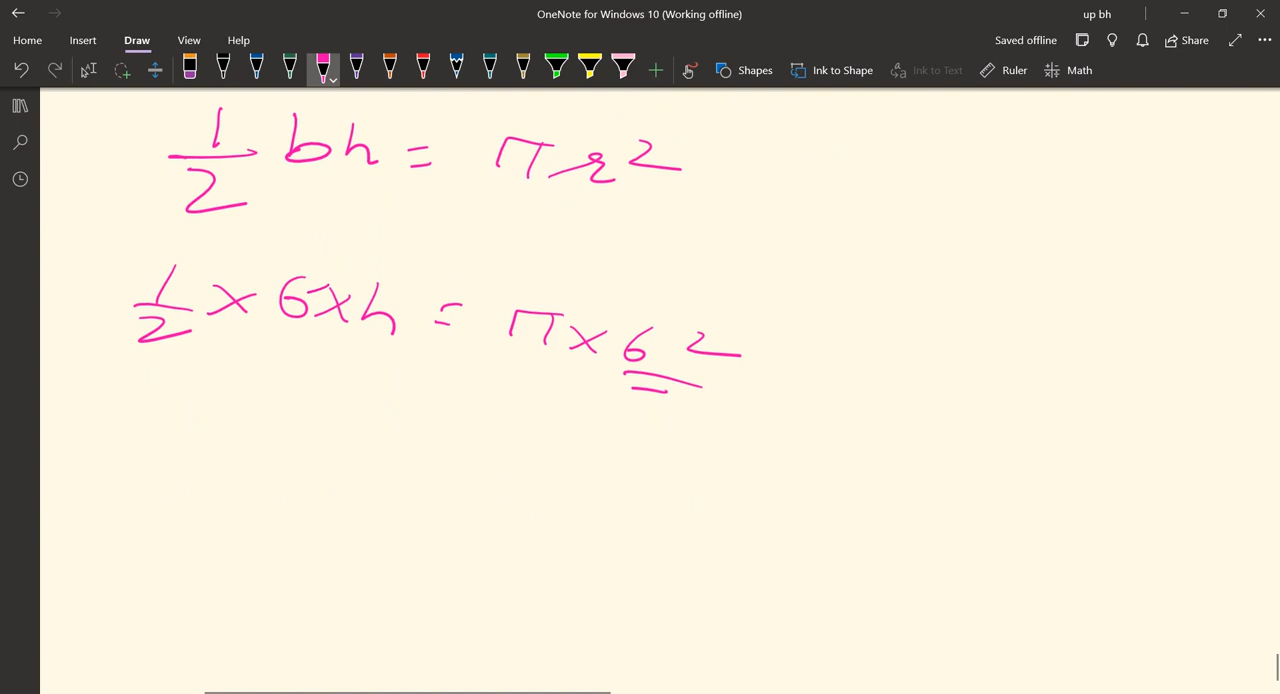 OneNote for Windows 10 (Working offline)
up bh
Home Insert Draw View Help
Saved offline Share
Shapes Ink to Shape Ink to Text Ruler Math
1/2 bh = π r²
1/2 × 6 × h = π × 6²